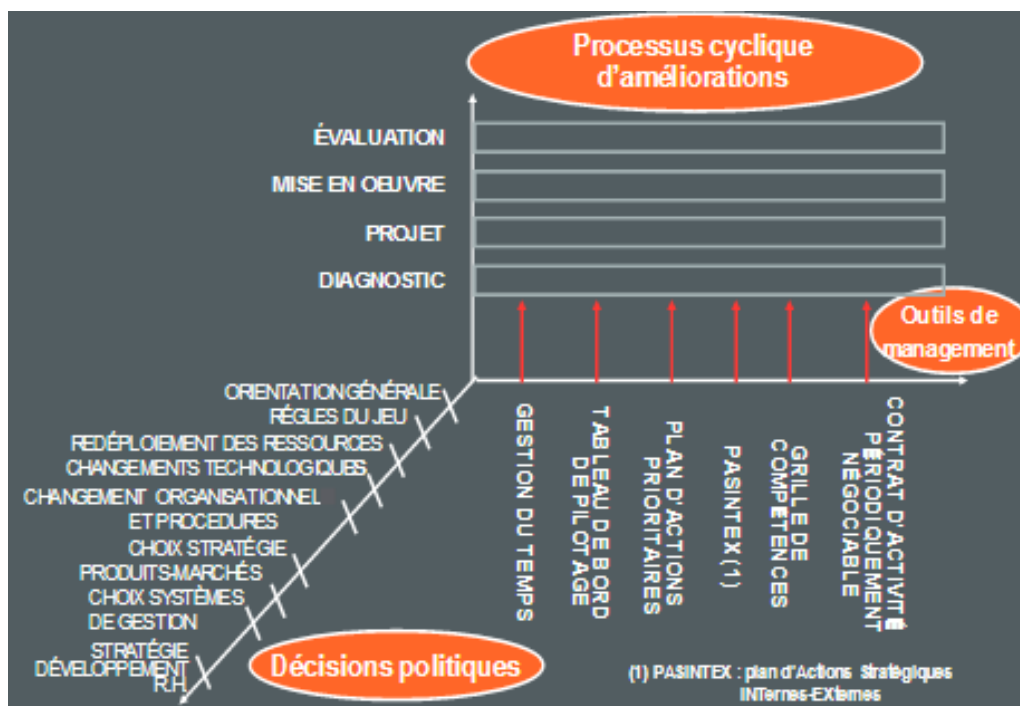 Processus cyclique
d'améliorations
ÉVALUATION
MISE EN OEUVRE
PROJET
DIAGNOSTIC
Outils de
management
ORIENTATION GÉNÉRALE
RÉGLES DU JEU
REDÉPLOIEMENT DES RESSOURCES
CHANGEMENTS TECHNOLOGIQUES
CHANGEMENT ORGANISATIONNEL
ET PROCEDURES
CHOIX STRATÉGIE
PRODUITS-MARCHÉS
CHOIX SYSTÈMES
DE GESTION
STRATÉGIE
DÉVELOPPEMENT
R.H.
Décisions politiques
GESTION DU TEMPS
TABLEAU DE BORD
DE PILOTAGE
PLAN D'ACTIONS
PRIORITAIRES
PASINTEX (1)
GRILLE DE
COMPÉTENCES
CONTRAT D'ACTIVITÉ
PÉRIODIQUEMENT
NÉGOCIABLE
(1) PASINTEX : plan d'Actions Stratégiques
INTernes-EXternes